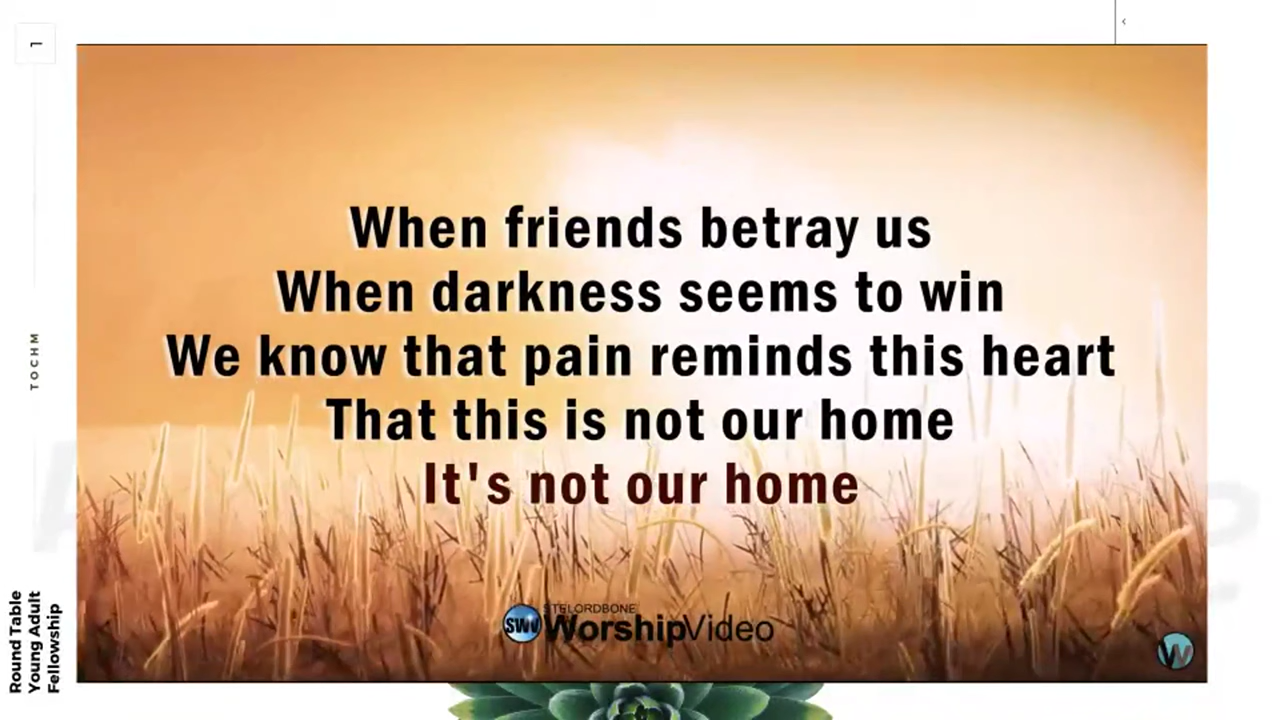 1
TOCHM
Round Table
Young Adult
Fellowship
When friends betray us
When darkness seems to win
We know that pain reminds this heart
That this is not our home
It's not our home
STELORDBONE
SWV WorshipVideo
W